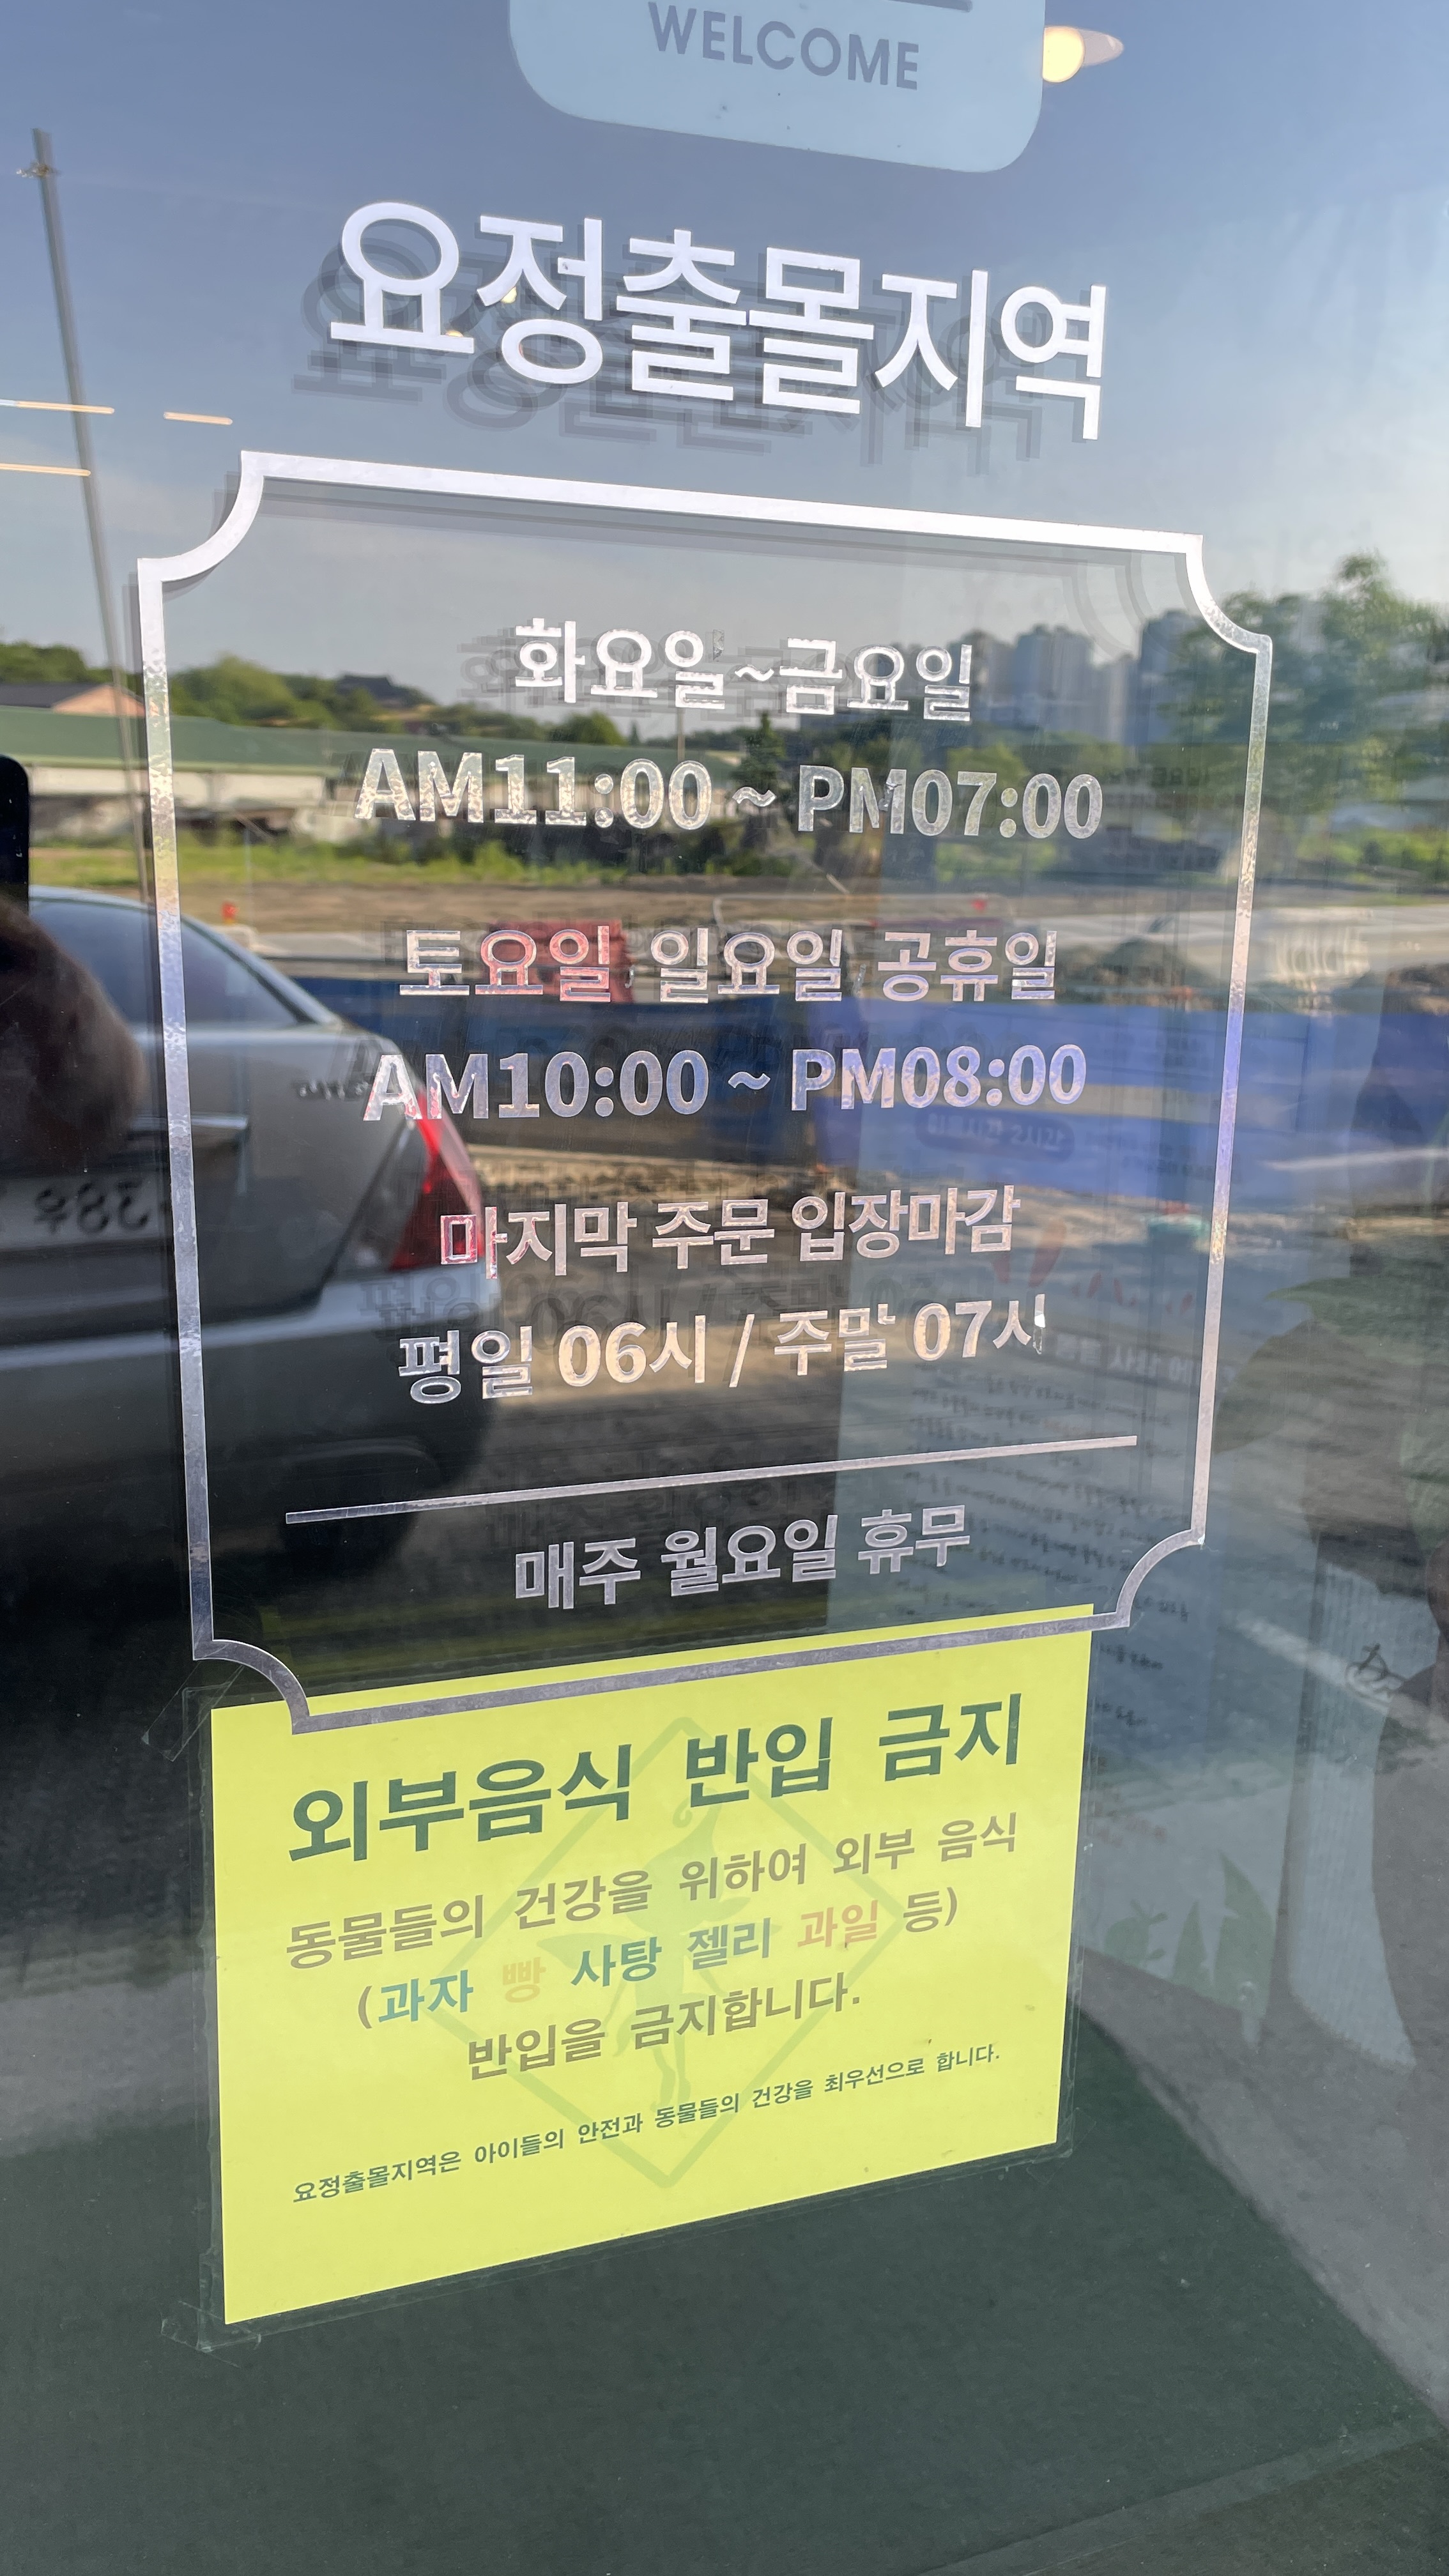 WELCOME
요정출몰지역
화요일~금요일
AM11:00 ~ PM07:00
토요일, 일요일, 공휴일
AM10:00 ~ PM08:00
마지막 주문 입장마감
평일 06시 / 주말 07시
매주 월요일 휴무
외부음식 반입 금지
동물들의 건강을 위하여 외부 음식
(과자 빵 사탕 젤리 과일 등)
반입을 금지합니다.
요정출몰지역은 아이들의 안전과 동물들의 건강을 최우선으로 합니다.